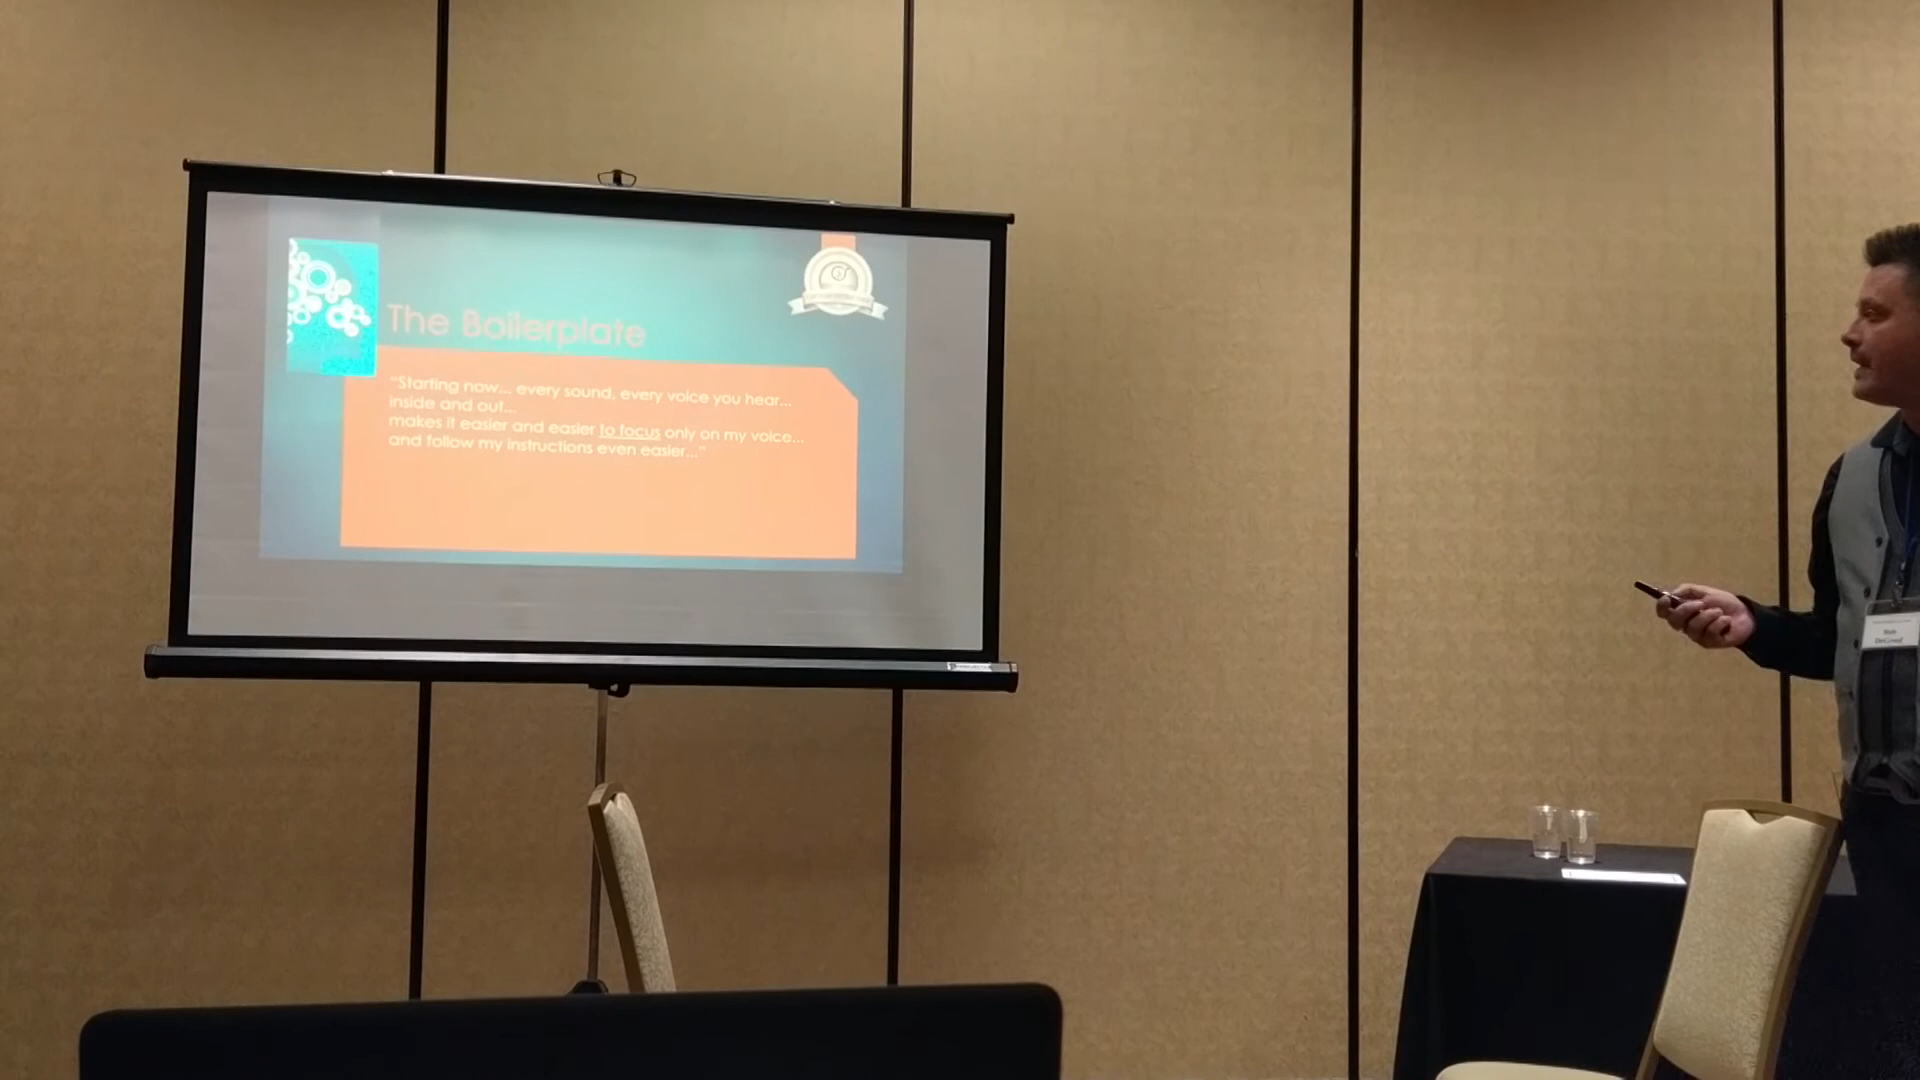 The Boilerplate
"Starting now... every sound, every voice you hear...
inside and out...
makes it easier and easier to focus only on my voice...
and follow my instructions even easier..."